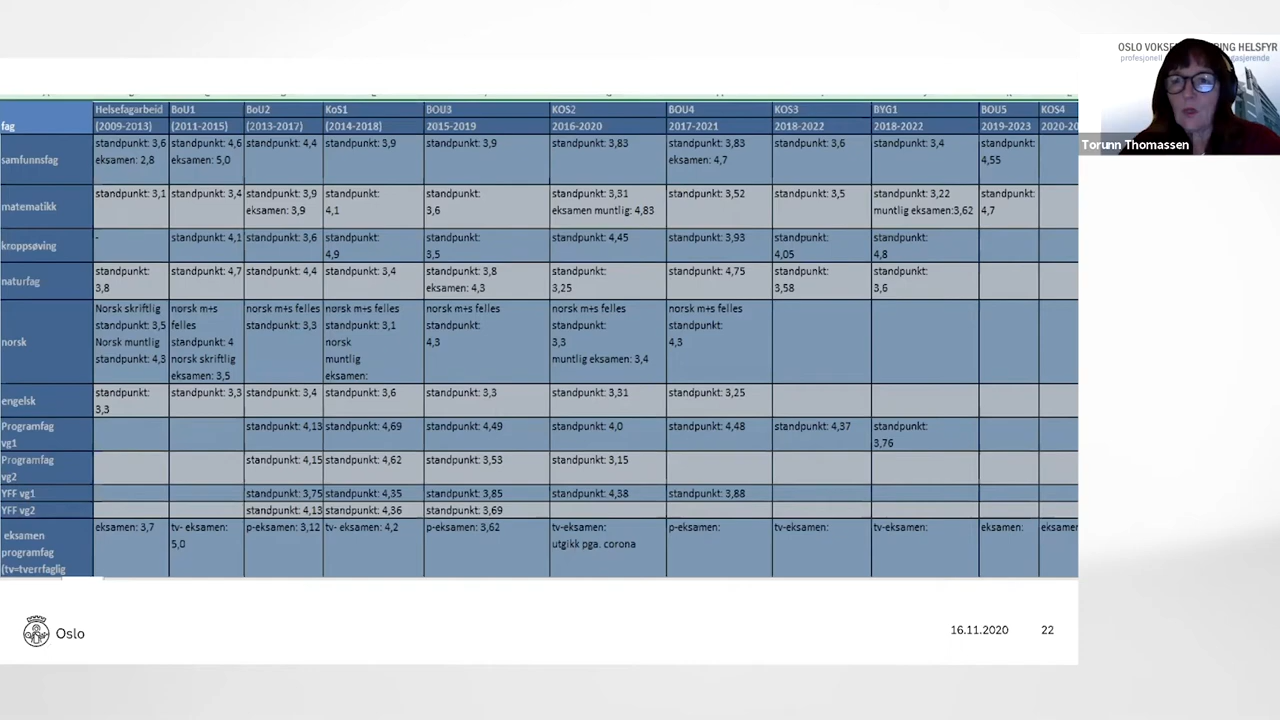 OSLO VOKSE ING HELSFYR
profesjonell gasjerende
Torunn Thomassen
fag Helsefagarbeid (2009-2013) BoU1 (2011-2015) BoU2 (2013-2017) KoS1 (2014-2018) BOU3 2015-2019 KOS2 2016-2020 BOU4 2017-2021 KOS3 2018-2022 BYG1 2018-2022 BOU5 2019-2023 KOS4 2020-20
samfunnsfag standpunkt: 3,6 eksamen: 2,8 standpunkt: 4,6 eksamen: 5,0 standpunkt: 4,4 standpunkt: 3,9 standpunkt: 3,9 standpunkt: 3,83 standpunkt: 3,83 eksamen: 4,7 standpunkt: 3,6 standpunkt: 3,4 standpunkt: 4,55
matematikk standpunkt: 3,1 standpunkt: 3,4 standpunkt: 3,9 eksamen: 3,9 standpunkt: 4,1 standpunkt: 3,6 standpunkt: 3,31 eksamen muntlig: 4,83 standpunkt: 3,52 standpunkt: 3,5 standpunkt: 3,22 muntlig eksamen:3,62 standpunkt: 4,7
kroppsøving - standpunkt: 4,1 standpunkt: 3,6 standpunkt: 4,9 standpunkt: 3,5 standpunkt: 4,45 standpunkt: 3,93 standpunkt: 4,05 standpunkt: 4,8
naturfag standpunkt: 3,8 standpunkt: 4,7 standpunkt: 4,4 standpunkt: 3,4 standpunkt: 3,8 eksamen: 4,3 standpunkt: 3,25 standpunkt: 4,75 standpunkt: 3,58 standpunkt: 3,6
norsk Norsk skriftlig standpunkt: 3,5 Norsk muntlig standpunkt: 4,3 norsk m+s felles standpunkt: 4 norsk skriftlig eksamen: 3,5 norsk m+s felles standpunkt: 3,3 norsk m+s felles standpunkt: 3,1 norsk muntlig eksamen: norsk m+s felles standpunkt: 4,3 norsk m+s felles standpunkt: 3,3 muntlig eksamen: 3,4 norsk m+s felles standpunkt: 4,3
engelsk standpunkt: 3,3 standpunkt: 3,3 standpunkt: 3,4 standpunkt: 3,6 standpunkt: 3,3 standpunkt: 3,31 standpunkt: 3,25
Programfag vg1 standpunkt: 4,13 standpunkt: 4,69 standpunkt: 4,49 standpunkt: 4,0 standpunkt: 4,48 standpunkt: 4,37 standpunkt: 3,76
Programfag vg2 standpunkt: 4,15 standpunkt: 4,62 standpunkt: 3,53 standpunkt: 3,15
YFF vg1 standpunkt: 3,75 standpunkt: 4,35 standpunkt: 3,85 standpunkt: 4,38 standpunkt: 3,88
YFF vg2 standpunkt: 4,13 standpunkt: 4,36 standpunkt: 3,69
eksamen programfag (tv=tverrfaglig eksamen: 3,7 tv- eksamen: 5,0 p-eksamen: 3,12 tv- eksamen: 4,2 p-eksamen: 3,62 tv-eksamen: utgikk pga. corona p-eksamen: tv-eksamen: tv-eksamen: eksamen: eksamer
Oslo
16.11.2020 22